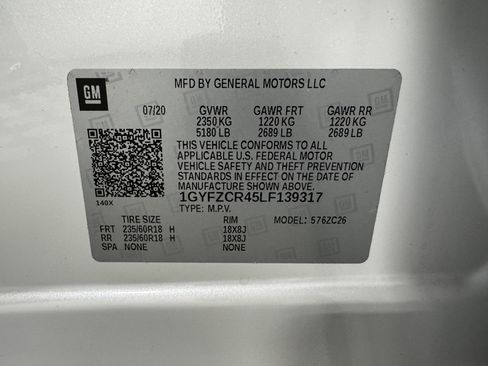 GM
MFD BY GENERAL MOTORS LLC
07/20 GVWR GAWR FRT GAWR RR
2350 KG 1220 KG 1220 KG
5180 LB 2689 LB 2689 LB
THIS VEHICLE CONFORMS TO ALL
APPLICABLE U.S. FEDERAL MOTOR
VEHICLE SAFETY AND THEFT PREVENTION
STANDARDS IN EFFECT ON THE DATE OF
MANUFACTURE SHOWN ABOVE.
140X 1GYFZCR45LF139317
TYPE: M.P.V.
TIRE SIZE RIM MODEL: 576ZC26
FRT 235/60R18 H 18X8J
RR 235/60R18 H 18X8J
SPA NONE NONE